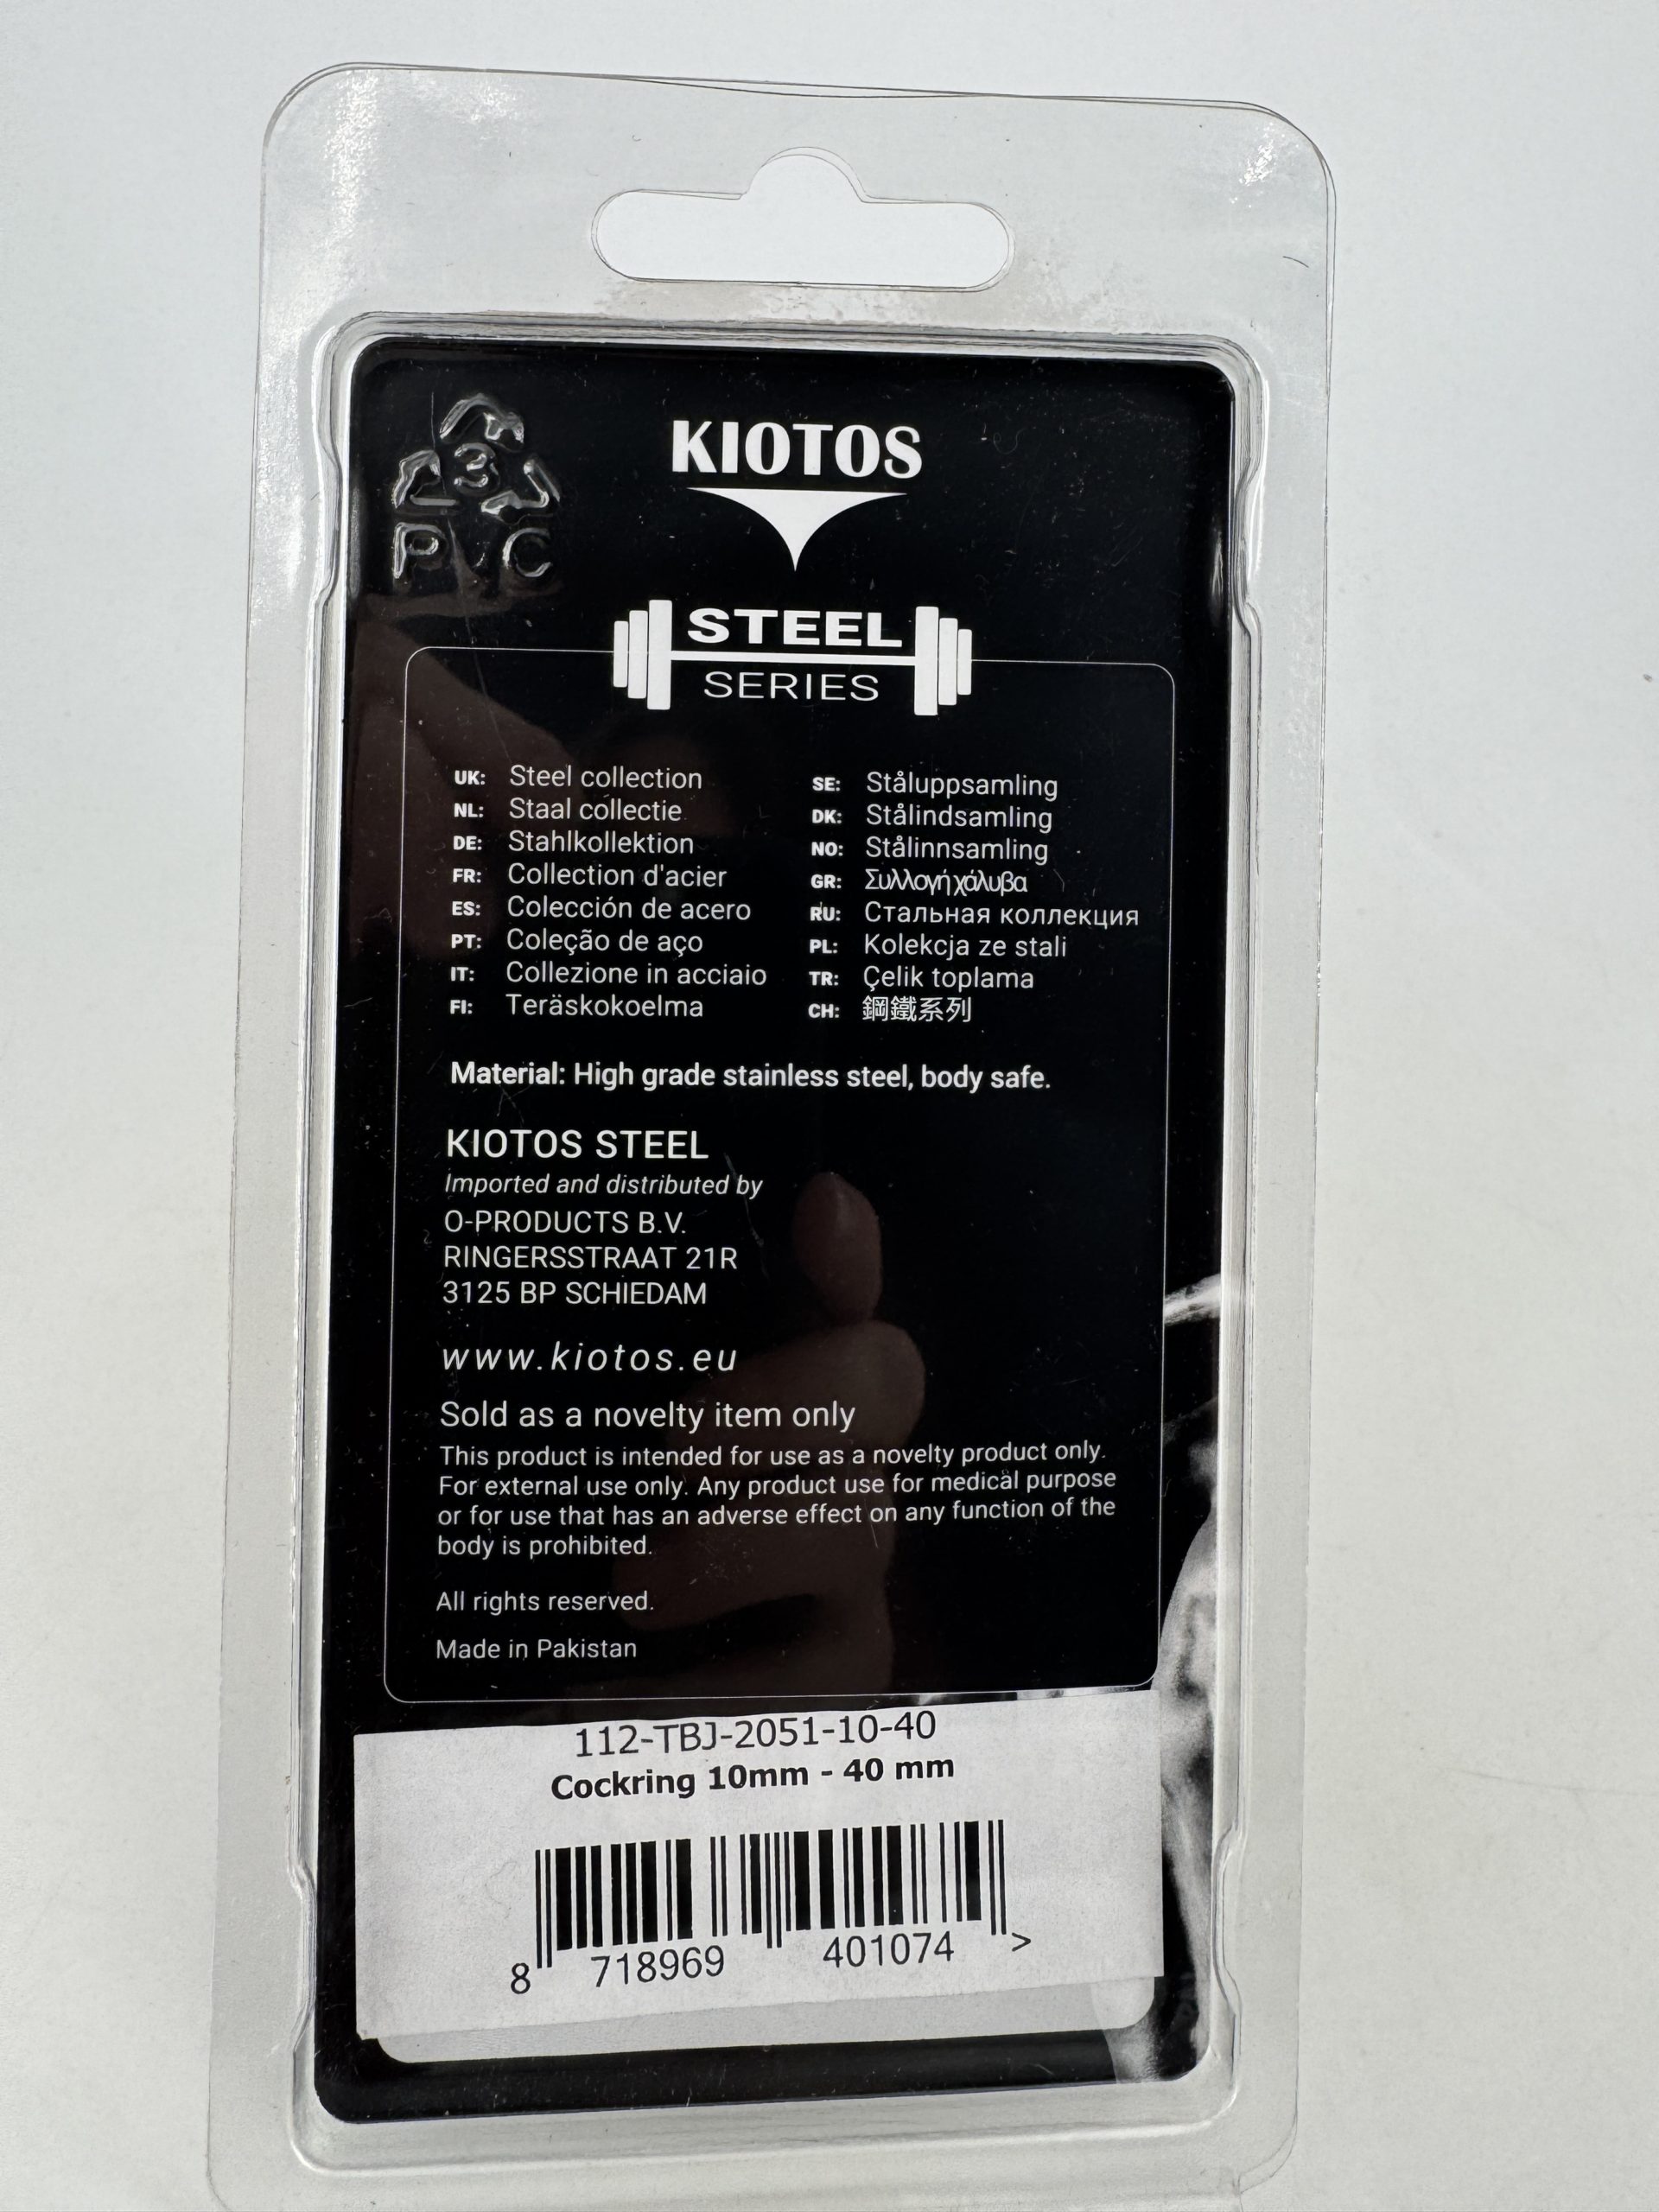 3
PVC
KIOTOS
STEEL
SERIES
UK: Steel collection
NL: Staal collectie
DE: Stahlkollektion
FR: Collection d'acier
ES: Colección de acero
PT: Coleção de aço
IT: Collezione in acciaio
FI: Teräskokoelma
SE: Ståluppsamling
DK: Stålindsamling
NO: Stålinnsamling
GR: Συλλογή χάλυβα
RU: Стальная коллекция
PL: Kolekcja ze stali
TR: Çelik toplama
CH: 鋼鐵系列
Material: High grade stainless steel, body safe.
KIOTOS STEEL
Imported and distributed by
O-PRODUCTS B.V.
RINGERSSTRAAT 21R
3125 BP SCHIEDAM
www.kiotos.eu
Sold as a novelty item only
This product is intended for use as a novelty product only.
For external use only. Any product use for medical purpose
or for use that has an adverse effect on any function of the
body is prohibited.
All rights reserved.
Made in Pakistan
112-TBJ-2051-10-40
Cockring 10mm - 40 mm
8 718969 401074 >